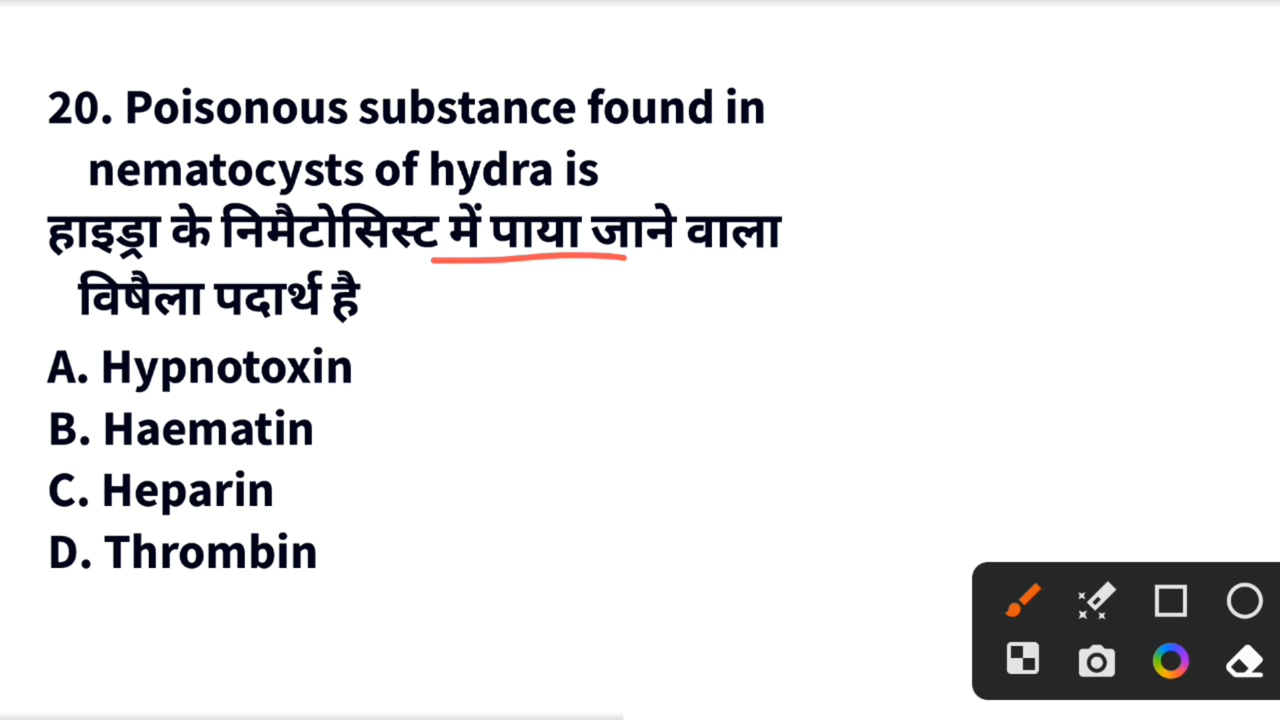 20. Poisonous substance found in
nematocysts of hydra is
हाइड्रा के निमैटोसिस्ट में पाया जाने वाला
विषैला पदार्थ है
A. Hypnotoxin
B. Haematin
C. Heparin
D. Thrombin